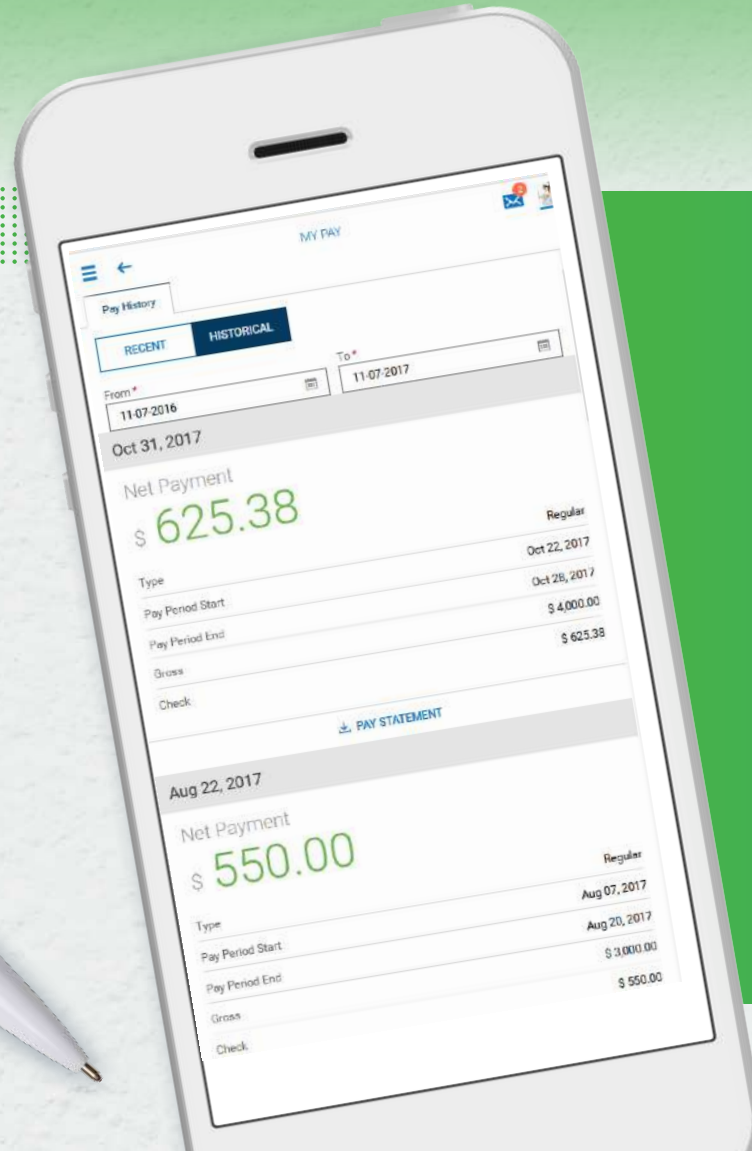 2
MY PAY
Pay History
RECENT HISTORICAL
From * To *
11-07-2016 11-07-2017
Oct 31, 2017
Net Payment
$ 625.38
Type Regular
Pay Period Start Oct 22, 2017
Pay Period End Oct 28, 2017
Gross $ 4,000.00
Check $ 625.38
PAY STATEMENT
Aug 22, 2017
Net Payment
$ 550.00
Type Regular
Pay Period Start Aug 07, 2017
Pay Period End Aug 20, 2017
Gross $ 3,000.00
Check $ 550.00